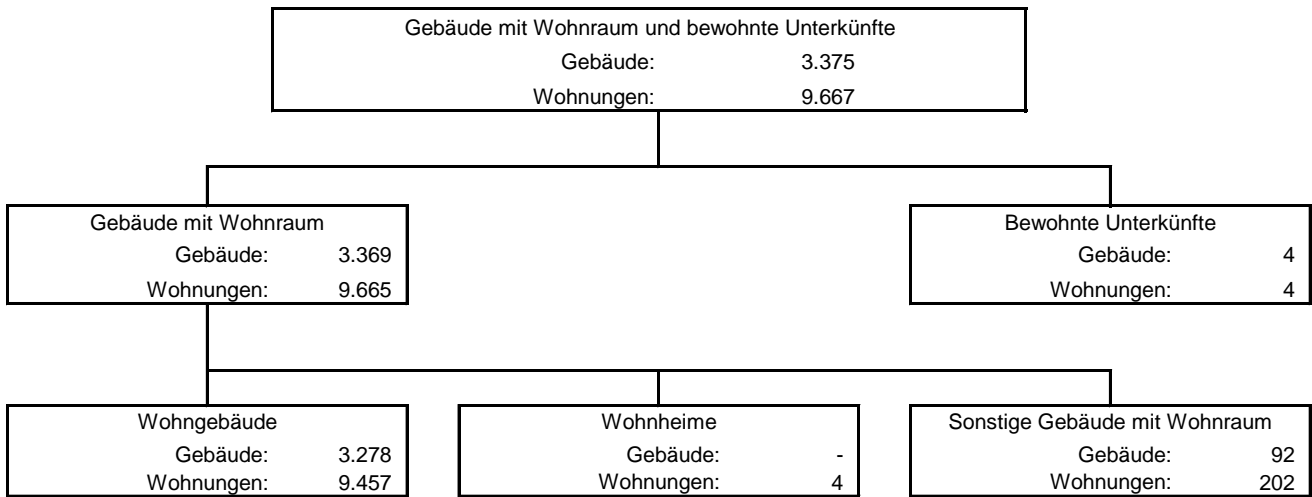 Gebäude mit Wohnraum und bewohnte Unterkünfte
Gebäude: 3.375
Wohnungen: 9.667
Gebäude mit Wohnraum
Gebäude: 3.369
Wohnungen: 9.665
Bewohnte Unterkünfte
Gebäude: 4
Wohnungen: 4
Wohngebäude
Gebäude: 3.278
Wohnungen: 9.457
Wohnheime
Gebäude: -
Wohnungen: 4
Sonstige Gebäude mit Wohnraum
Gebäude: 92
Wohnungen: 202